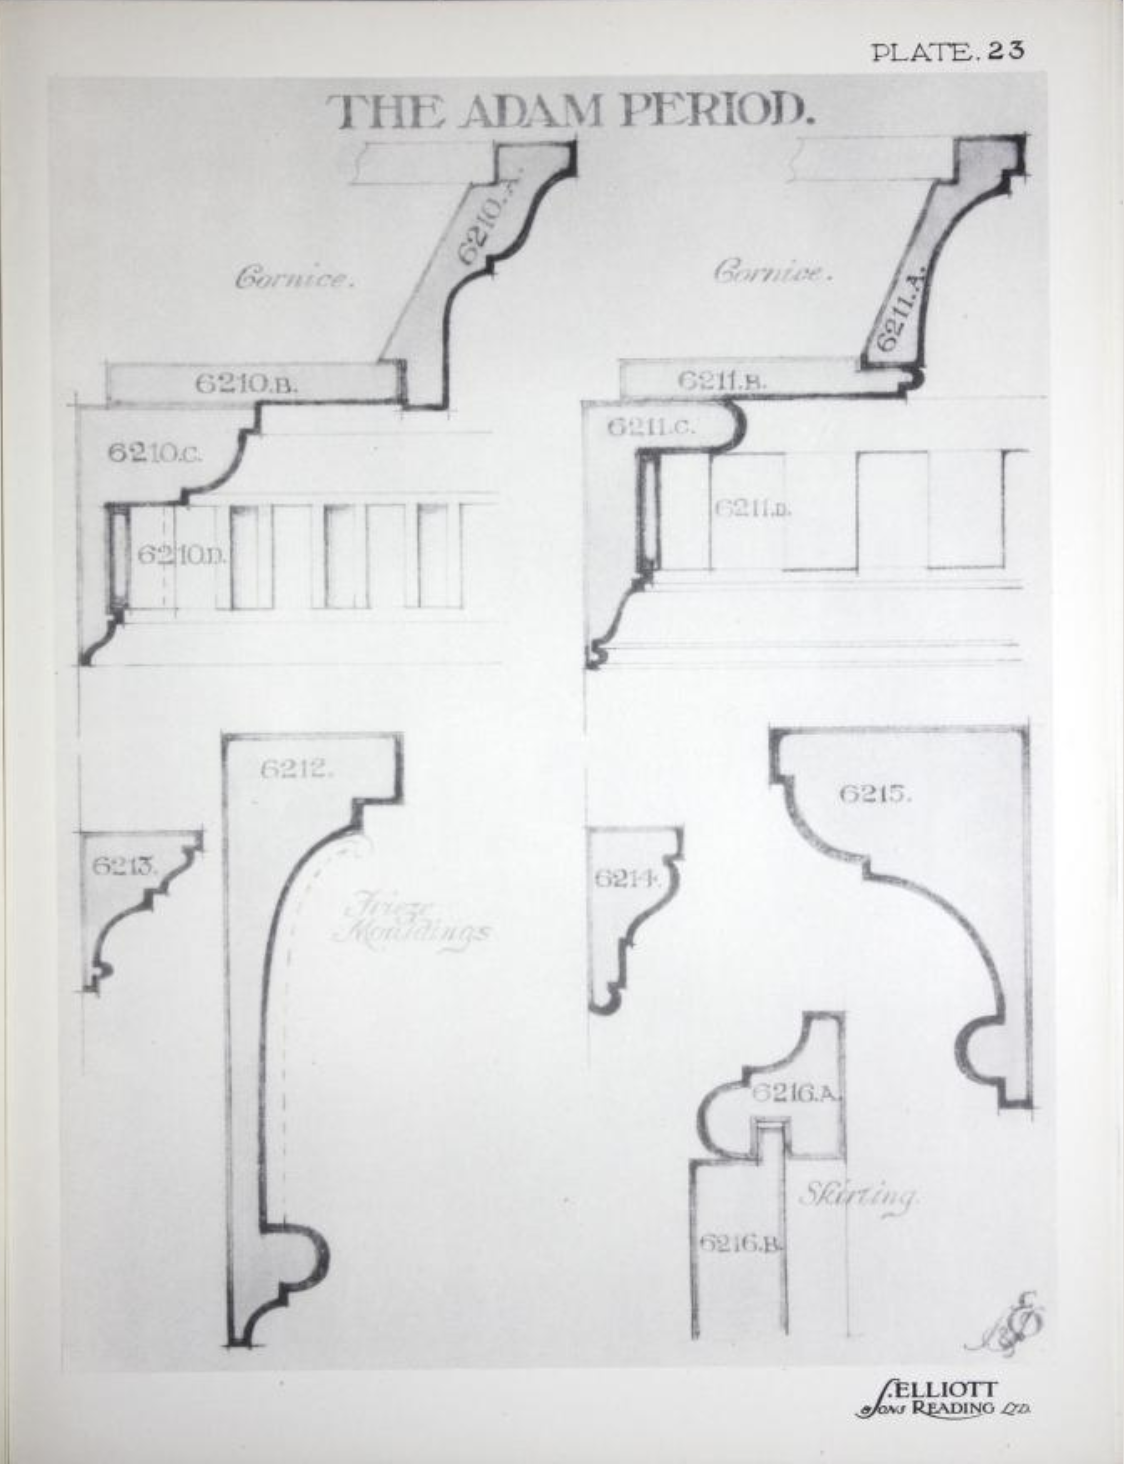 PLATE. 23
THE ADAM PERIOD.
6210.A.
Cornice.
6210.B.
6210.C.
6210.D.
Cornice.
6211.A.
6211.B.
6211.C.
6211.D.
6212.
6213.
Frieze
Mouldings
6214.
6215.
6216.A.
Skirting.
6216.B.
S. ELLIOTT
& SONS READING LTD.